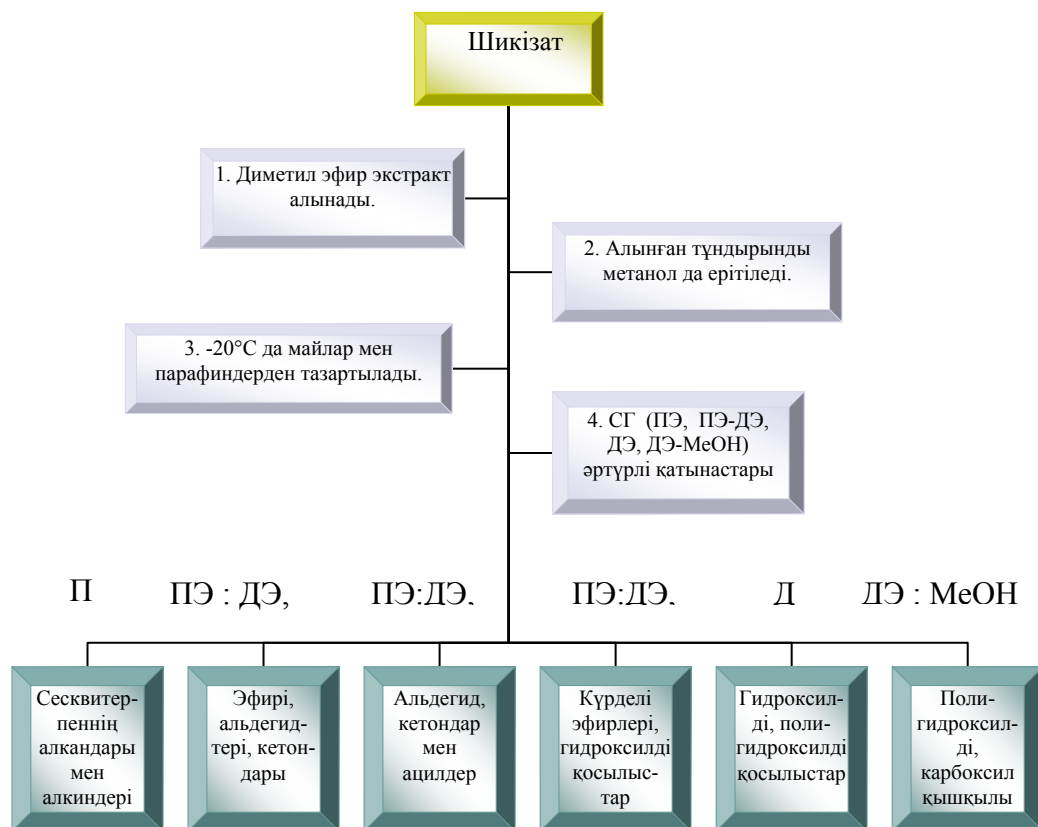 Шикізат
1. Диметил эфир экстракт
алынады.
2. Алынған тұндырынды
метанол да ерітіледі.
3. -20°С да майлар мен
парафиндерден тазартылады.
4. СГ (ПЭ, ПЭ-ДЭ,
ДЭ, ДЭ-МеОН)
әртүрлі қатынастары
П ПЭ : ДЭ, ПЭ:ДЭ, ПЭ:ДЭ, Д ДЭ : МеОН
Сесквитер-
пеннің
алкандары
мен
алкиндері
Эфирі,
альдегид-
тері, кетон-
дары
Альдегид,
кетондар
мен
ацилдер
Күрделі
эфирлері,
гидроксилді
қосылыс-
тар
Гидроксил-
ді, поли-
гидроксилді
қосылыстар
Поли-
гидроксил-
ді,
карбоксил
қышқылы